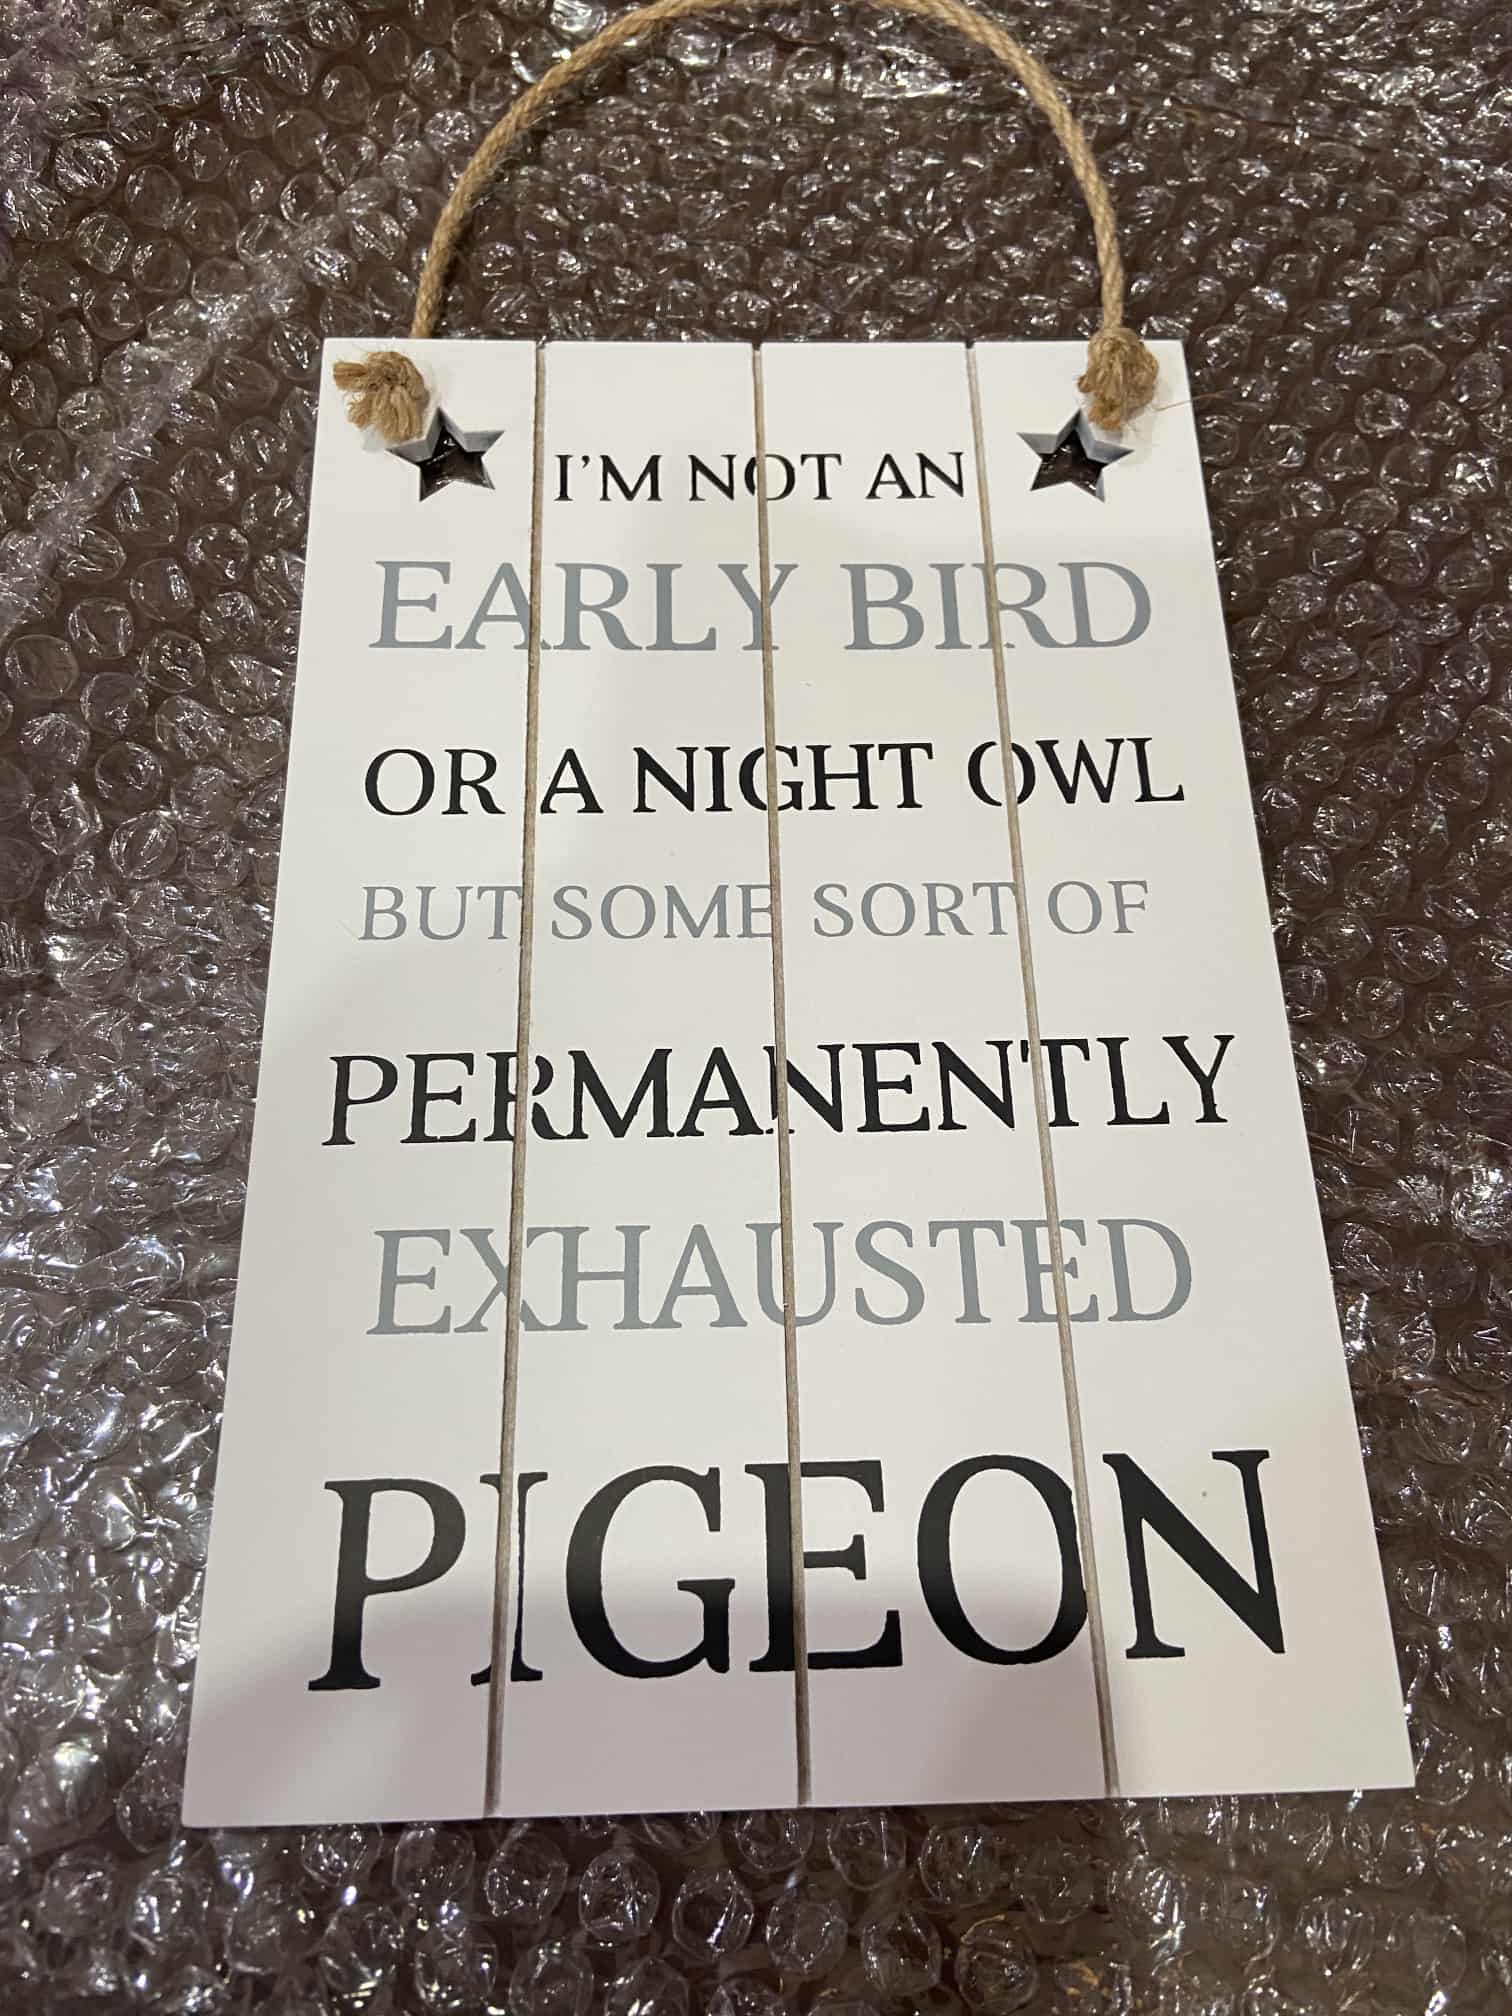 I'M NOT AN
EARLY BIRD
OR A NIGHT OWL
BUT SOME SORT OF
PERMANENTLY
EXHAUSTED
PIGEON